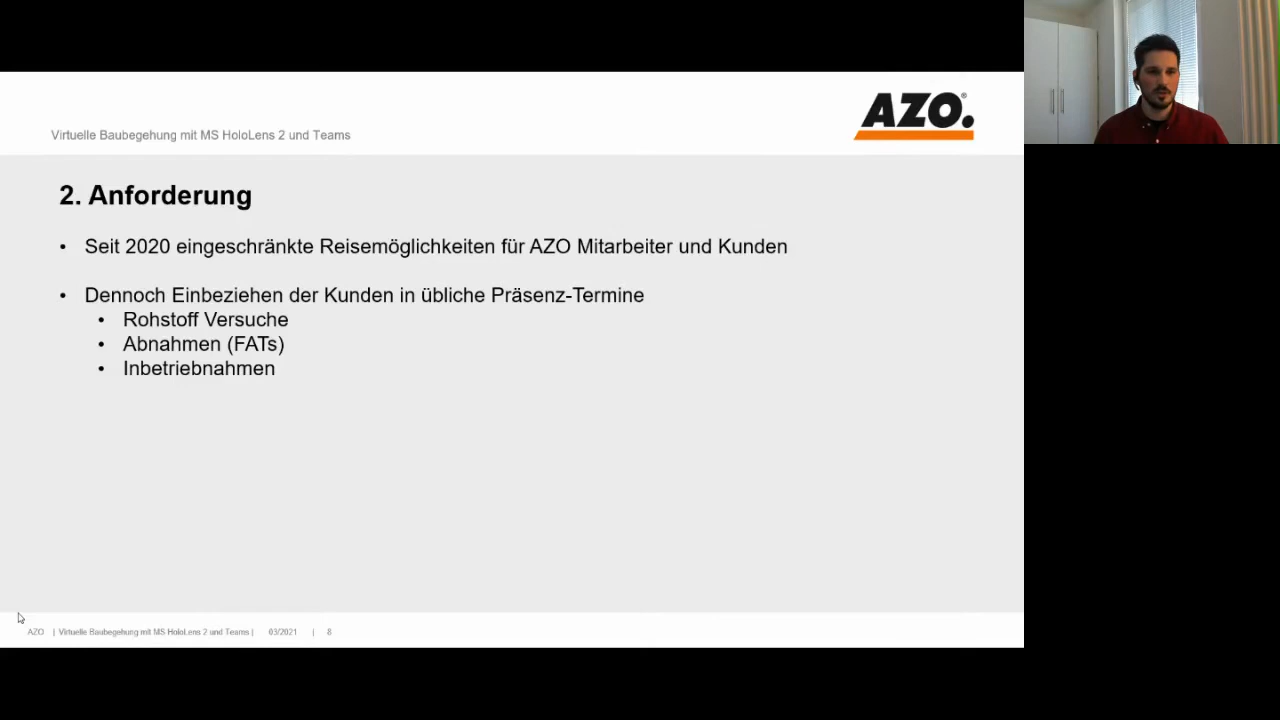 AZO.®
Virtuelle Baubegehung mit MS HoloLens 2 und Teams
2. Anforderung
• Seit 2020 eingeschränkte Reisemöglichkeiten für AZO Mitarbeiter und Kunden
• Dennoch Einbeziehen der Kunden in übliche Präsenz-Termine
• Rohstoff Versuche
• Abnahmen (FATs)
• Inbetriebnahmen
AZO | Virtuelle Baubegehung mit MS HoloLens 2 und Teams | 03/2021 | 8